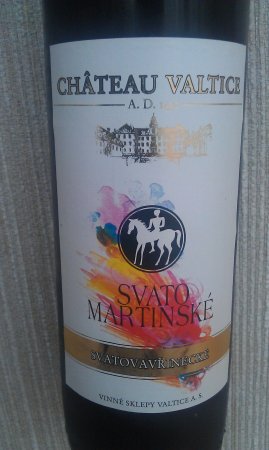 CHÂTEAU VALTICE
A. D.
SVATO
MARTINSKÉ
SVATOVAVŘINECKÉ
VINNÉ SKLEPY VALTICE A. S.